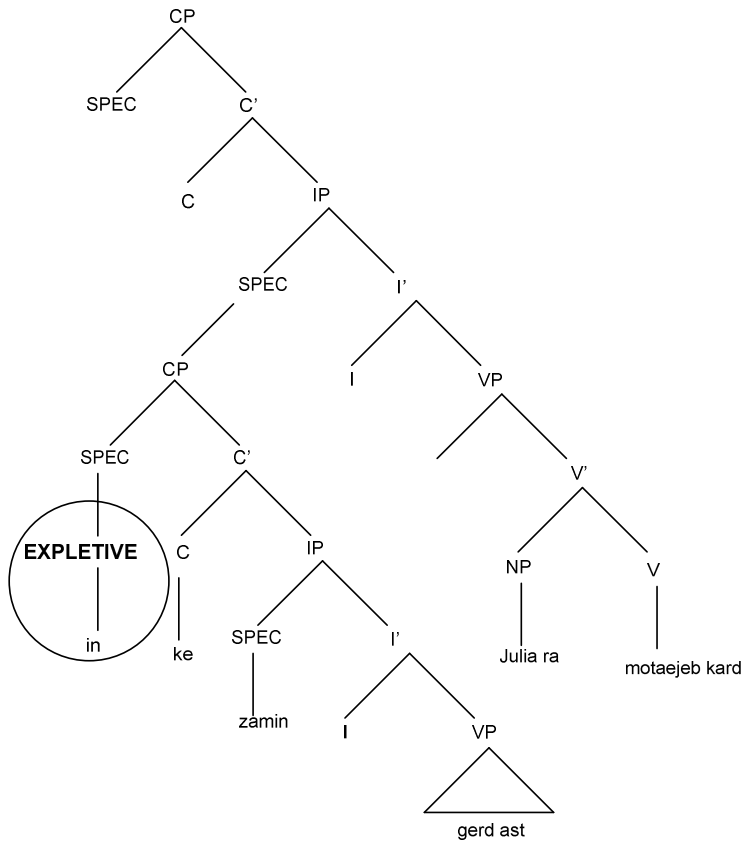 CP
SPEC C’
C IP
SPEC I’
CP I VP
SPEC C’ V’
EXPLETIVE C IP NP V
in ke SPEC I’ Julia ra motaejeb kard
zamin I VP
gerd ast